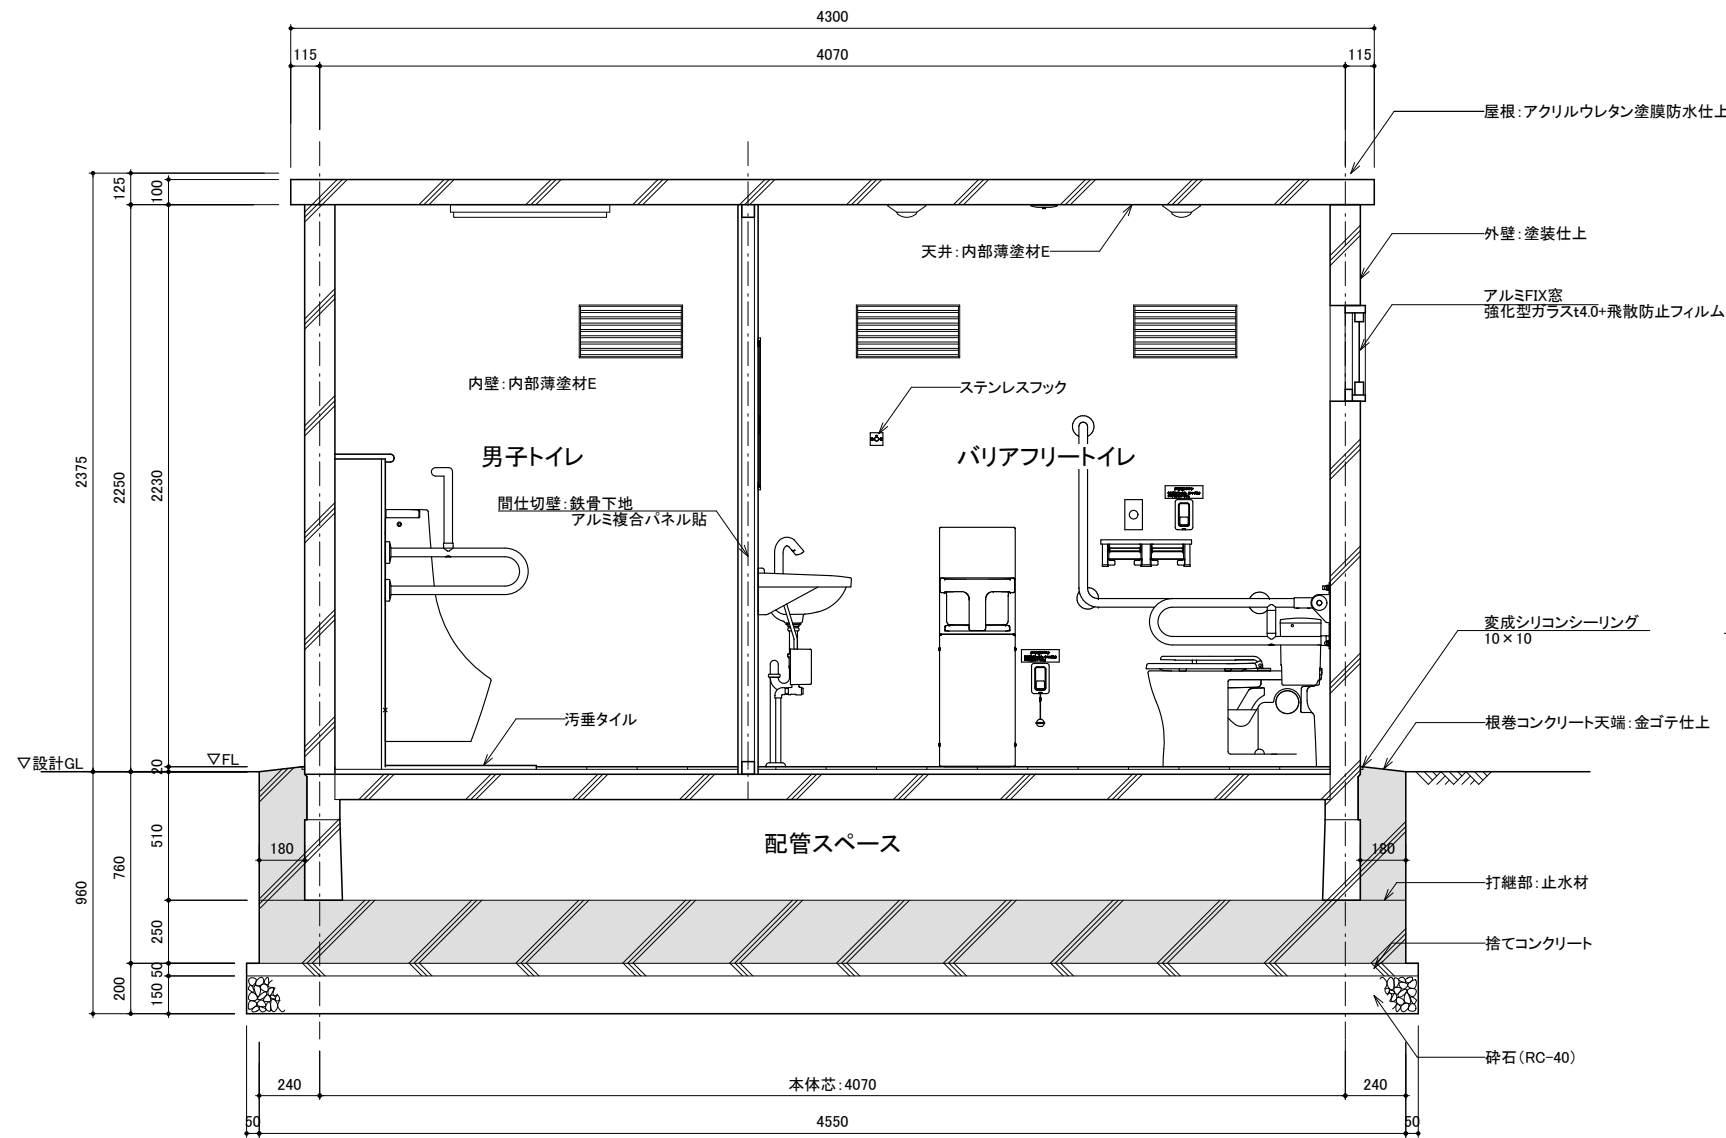 4300
115
4070
115
屋根:アクリルウレタン塗膜防水仕上
125
100
外壁:塗装仕上
天井:内部薄塗材E
アルミFIX窓
強化型ガラスt4.0+飛散防止フィルム
内壁:内部薄塗材E
ステンレスフック
男子トイレ
バリアフリートイレ
2375
2250
2230
間仕切壁:鉄骨下地
アルミ複合パネル貼
変成シリコンシーリング
10×10
汚垂タイル
根巻コンクリート天端:金ゴテ仕上
▽設計GL
▽FL
20
510
配管スペース
180
180
960
760
打継部:止水材
250
捨てコンクリート
200
50
150
砕石(RC-40)
240
本体芯:4070
240
50
4550
50